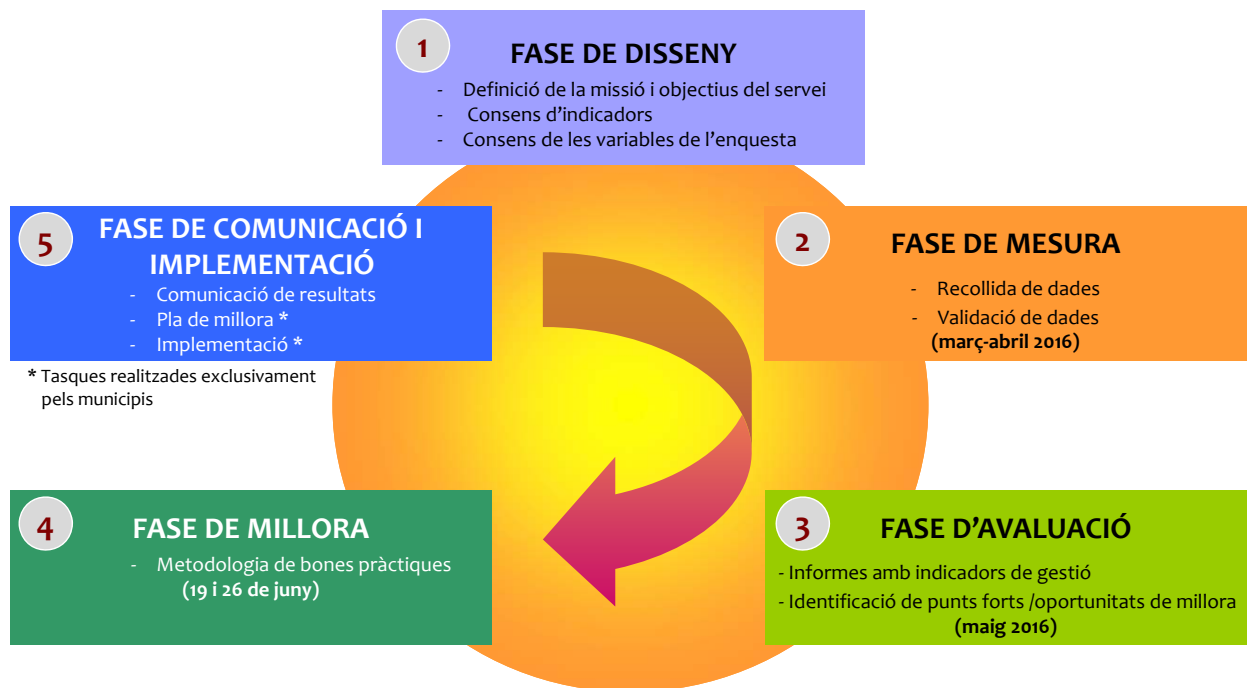 1
FASE DE DISSENY
- Definició de la missió i objectius del servei
- Consens d’indicadors
- Consens de les variables de l’enquesta
2
FASE DE MESURA
- Recollida de dades
- Validació de dades
(març-abril 2016)
3
FASE D’AVALUACIÓ
- Informes amb indicadors de gestió
- Identificació de punts forts /oportunitats de millora
(maig 2016)
4
FASE DE MILLORA
- Metodologia de bones pràctiques
(19 i 26 de juny)
5
FASE DE COMUNICACIÓ I
IMPLEMENTACIÓ
- Comunicació de resultats
- Pla de millora *
- Implementació *
* Tasques realitzades exclusivament
pels municipis